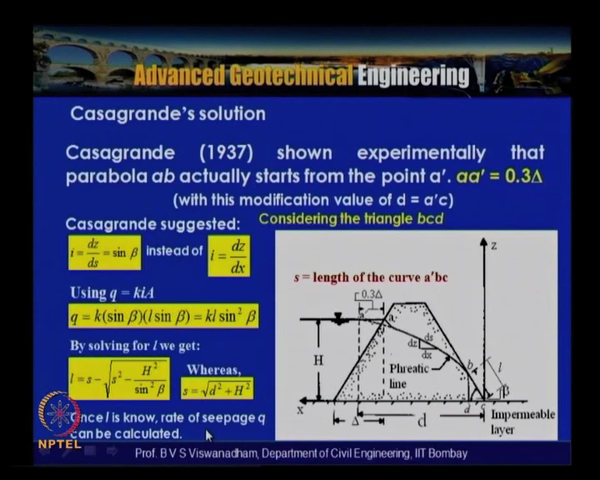 Advanced Geotechnical Engineering
Casagrande's solution
Casagrande (1937) shown experimentally that
parabola ab actually starts from the point a'. aa' = 0.3Δ
(with this modification value of d = a'c)
Casagrande suggested:
Considering the triangle bcd
i = dz/ds = sin β instead of i = dz/dx
Using q = kiA
q = k(sin β)(l sin β) = kl sin² β
By solving for l we get:
l = s - √(s² - H²/sin² β)
Whereas,
s = √(d² + H²)
Once l is know, rate of seepage q
can be calculated.
s = length of the curve a'bc
0.3Δ
z
H
dz
ds
dx
Phreatic
line
b
l
β
x
Δ
d
d
c
Impermeable
layer
NPTEL
Prof. B V S Viswanadham, Department of Civil Engineering, IIT Bombay